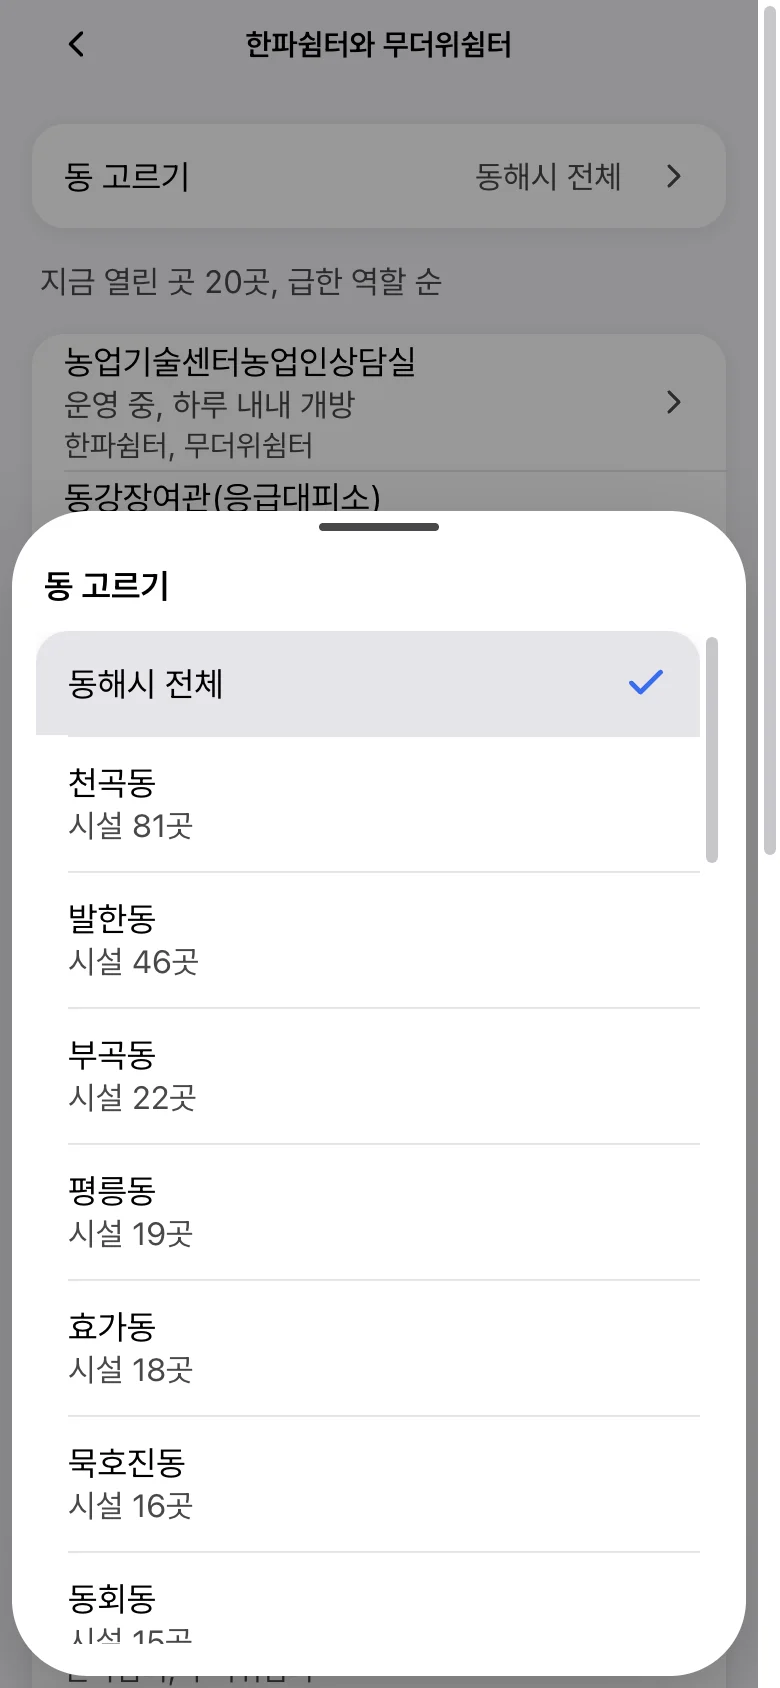 한파쉼터와 무더위쉼터
동 고르기
동해시 전체
지금 열린 곳 20곳, 급한 역할 순
농업기술센터농업인상담실
운영 중, 하루 내내 개방
한파쉼터, 무더위쉼터
동강장여관(응급대피소)
동 고르기
동해시 전체
천곡동
시설 81곳
발한동
시설 46곳
부곡동
시설 22곳
평릉동
시설 19곳
효가동
시설 18곳
묵호진동
시설 16곳
동회동
시설 15곳